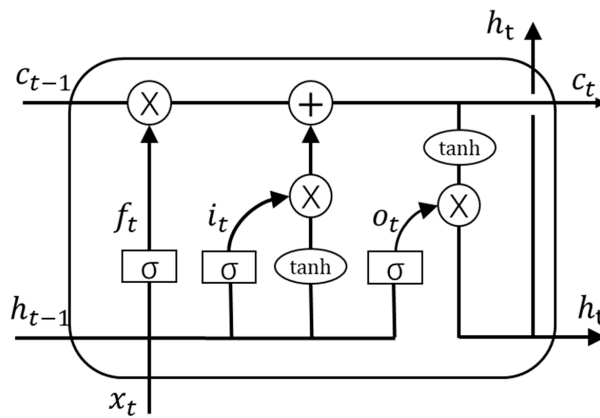 h_t
c_{t−1} X + c_t
tanh
f_t i_t X o_t X
σ σ tanh σ
h_{t−1} h_t
x_t